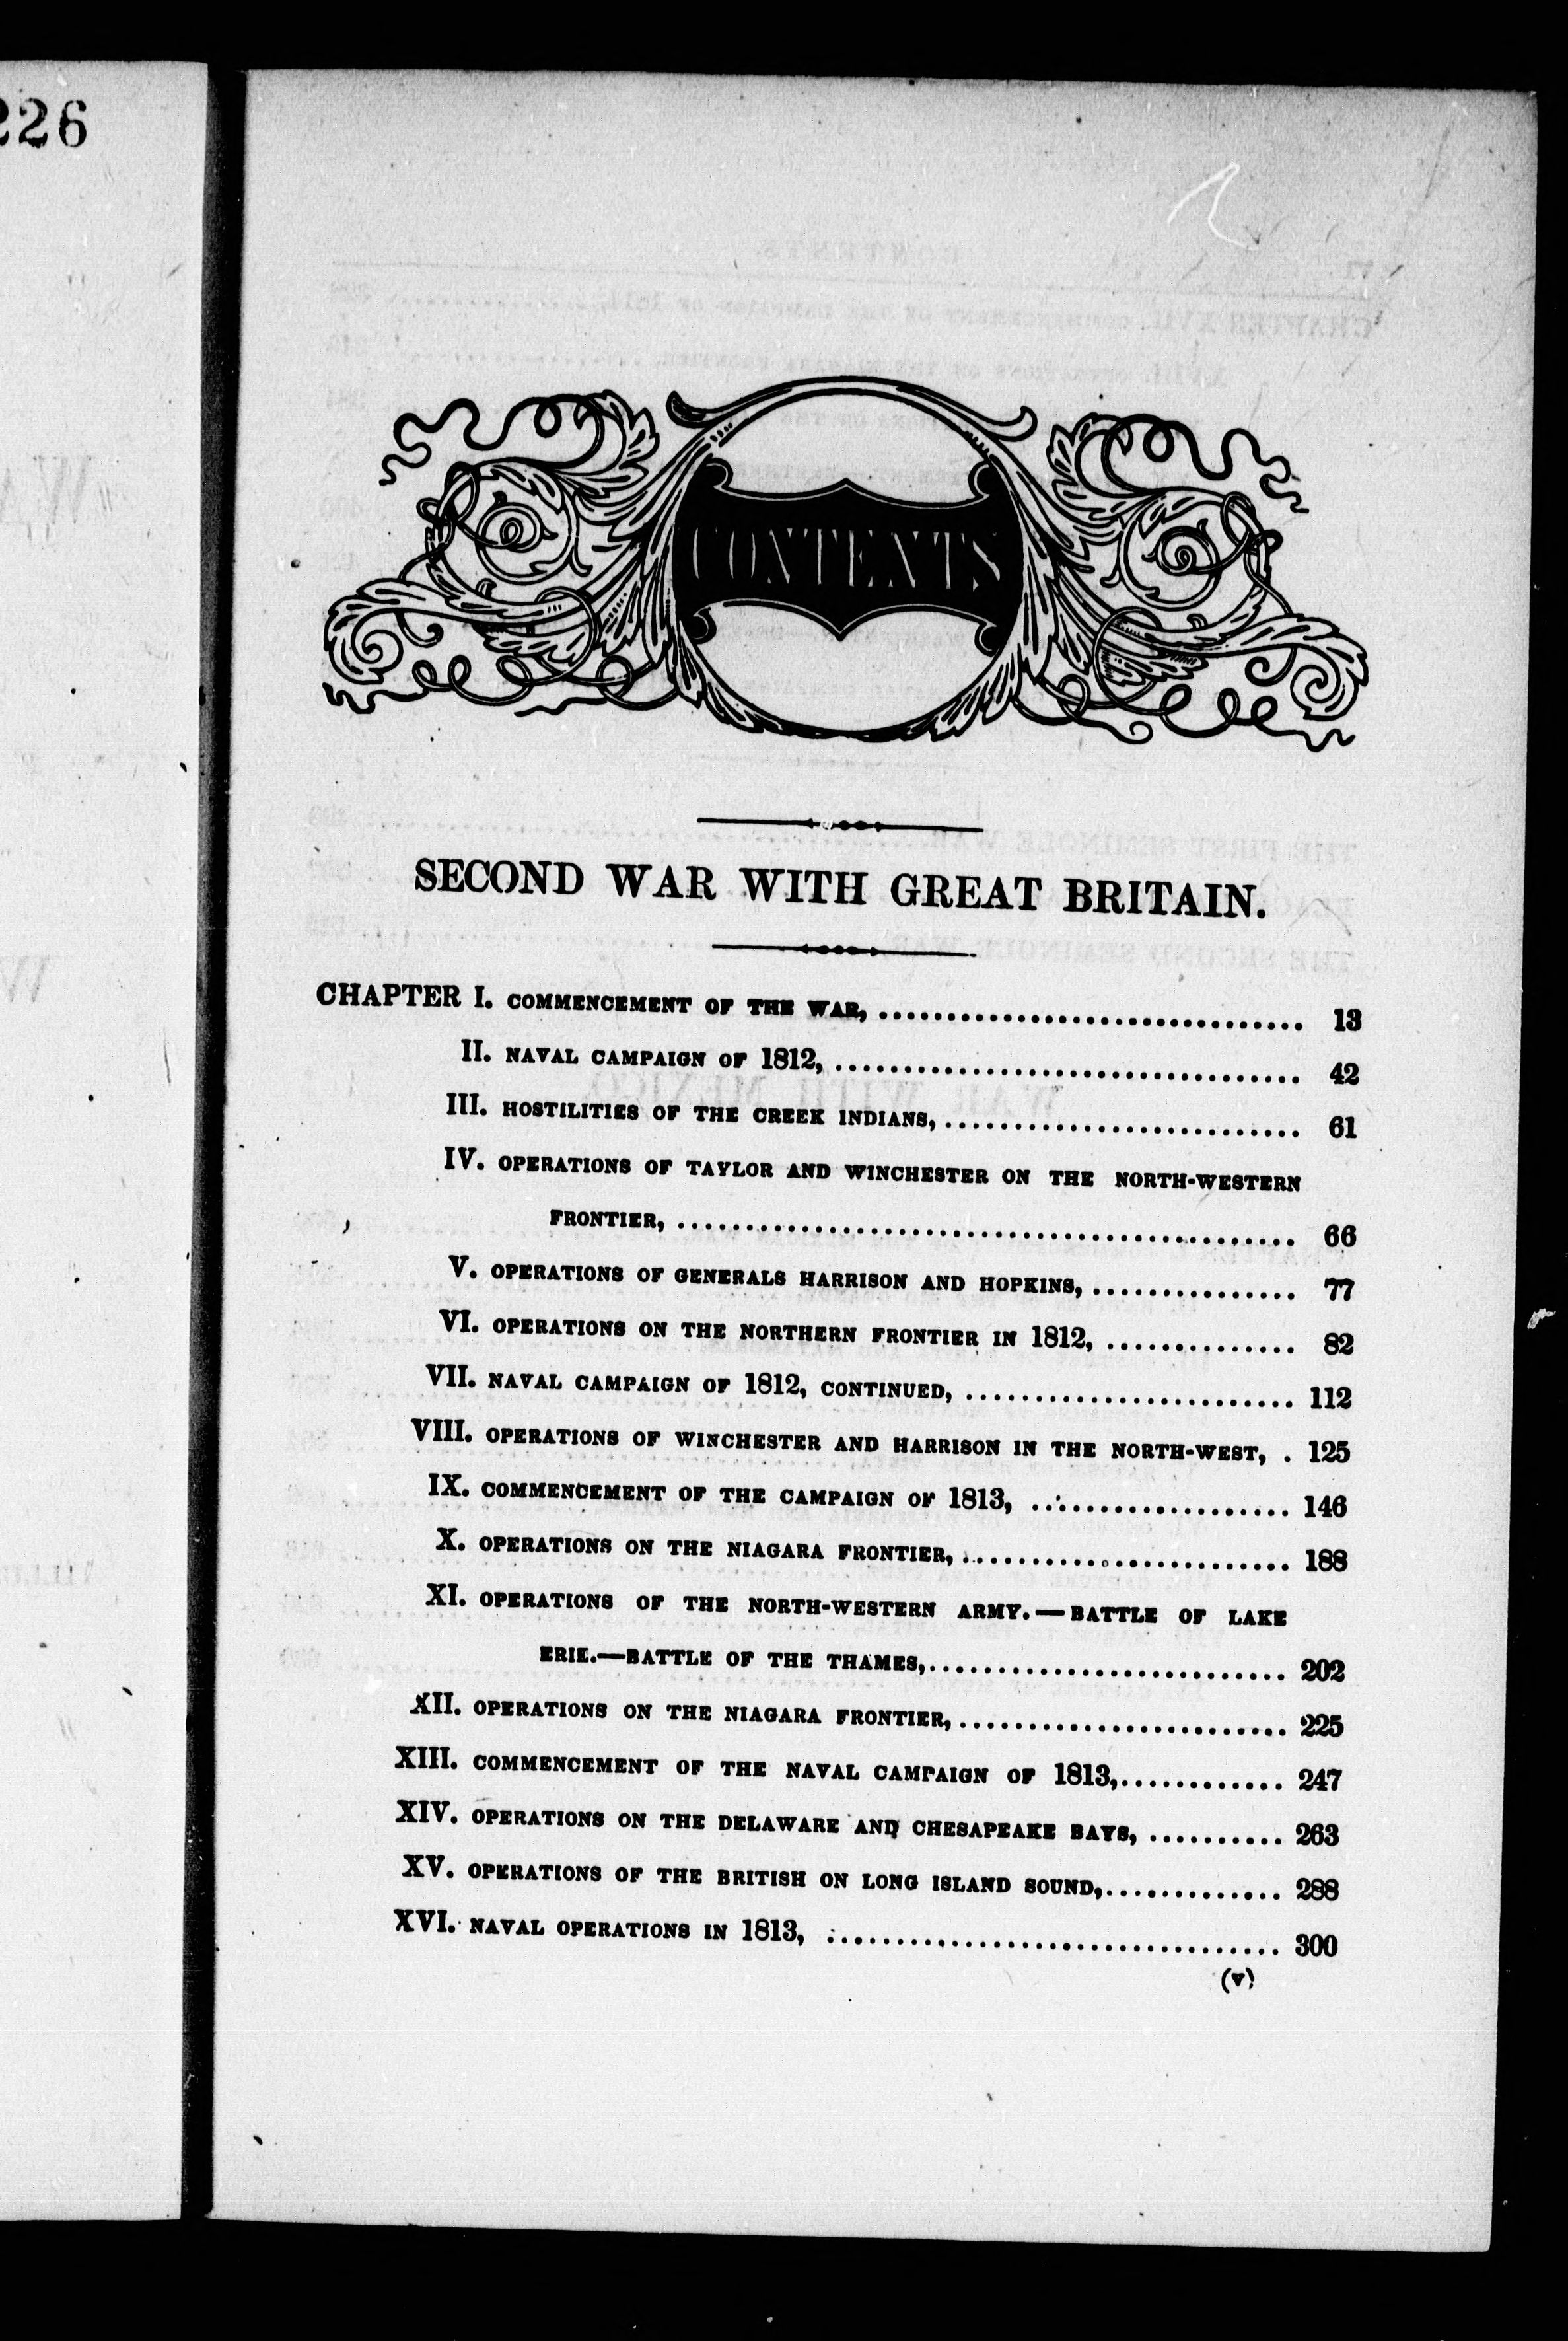 226
CONTENTS
SECOND WAR WITH GREAT BRITAIN.
CHAPTER I. COMMENCEMENT OF THE WAR, ................................ 13
II. NAVAL CAMPAIGN OF 1812, .................................. 42
III. HOSTILITIES OF THE CREEK INDIANS, .......................... 61
IV. OPERATIONS OF TAYLOR AND WINCHESTER ON THE NORTH-WESTERN
FRONTIER, .............................................. 66
V. OPERATIONS OF GENERALS HARRISON AND HOPKINS, ............... 77
VI. OPERATIONS ON THE NORTHERN FRONTIER IN 1812, .............. 82
VII. NAVAL CAMPAIGN OF 1812, CONTINUED, ........................ 112
VIII. OPERATIONS OF WINCHESTER AND HARRISON IN THE NORTH-WEST, . 125
IX. COMMENCEMENT OF THE CAMPAIGN OF 1813, ................... 146
X. OPERATIONS ON THE NIAGARA FRONTIER, ........................ 188
XI. OPERATIONS OF THE NORTH-WESTERN ARMY.—BATTLE OF LAKE
ERIE.—BATTLE OF THE THAMES, .......................... 202
XII. OPERATIONS ON THE NIAGARA FRONTIER, ........................ 225
XIII. COMMENCEMENT OF THE NAVAL CAMPAIGN OF 1813, ............ 247
XIV. OPERATIONS ON THE DELAWARE AND CHESAPEAKE BAYS, .......... 263
XV. OPERATIONS OF THE BRITISH ON LONG ISLAND SOUND, ............. 288
XVI. NAVAL OPERATIONS IN 1813, ................................. 300
(v)